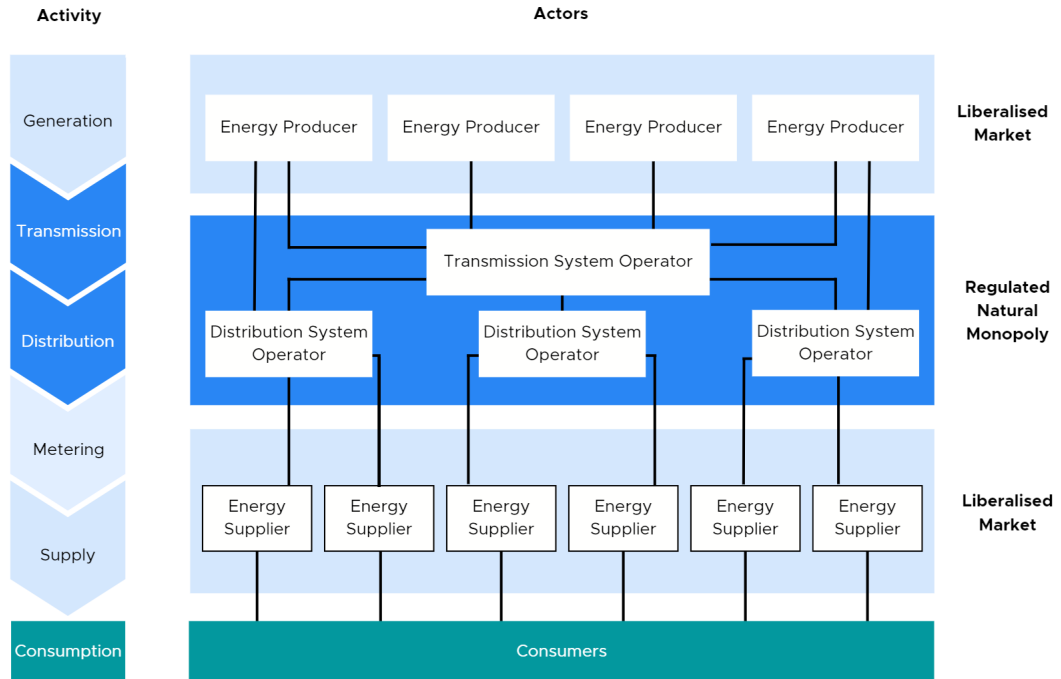 Activity
Actors
Generation
Energy Producer
Energy Producer
Energy Producer
Energy Producer
Liberalised
Market
Transmission
Transmission System Operator
Regulated
Natural
Monopoly
Distribution
Distribution System
Operator
Distribution System
Operator
Distribution System
Operator
Metering
Supply
Energy
Supplier
Energy
Supplier
Energy
Supplier
Energy
Supplier
Energy
Supplier
Energy
Supplier
Liberalised
Market
Consumption
Consumers